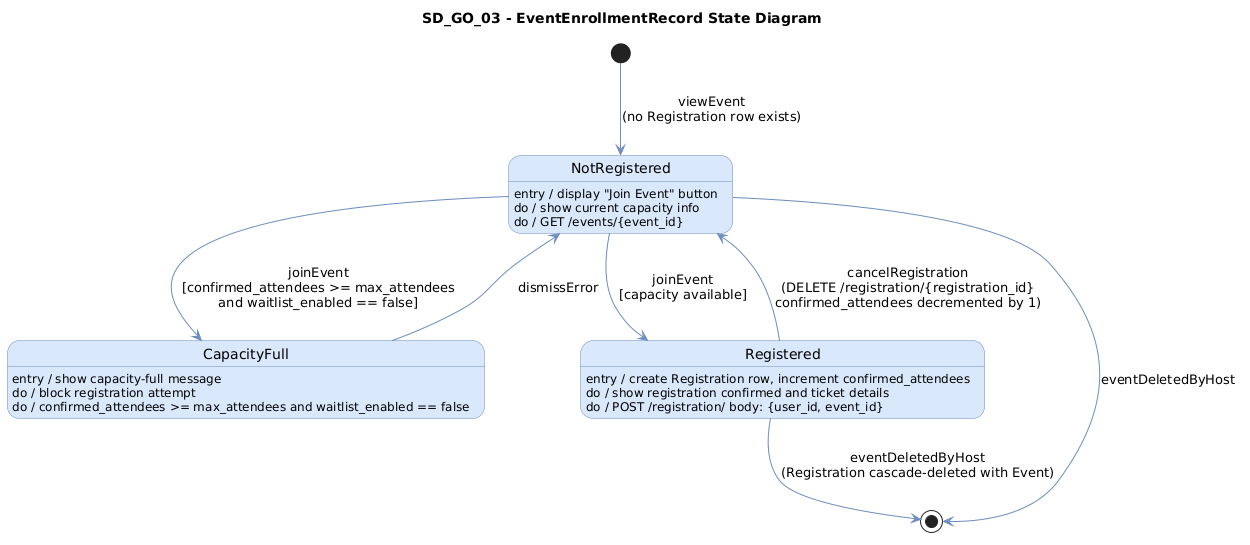 SD_GO_03 - EventEnrollmentRecord State Diagram
viewEvent
(no Registration row exists)
NotRegistered
entry / display "Join Event" button
do / show current capacity info
do / GET /events/{event_id}
joinEvent
[confirmed_attendees >= max_attendees
and waitlist_enabled == false]
dismissError
joinEvent
[capacity available]
cancelRegistration
(DELETE /registration/{registration_id}
confirmed_attendees decremented by 1)
eventDeletedByHost
CapacityFull
entry / show capacity-full message
do / block registration attempt
do / confirmed_attendees >= max_attendees and waitlist_enabled == false
Registered
entry / create Registration row, increment confirmed_attendees
do / show registration confirmed and ticket details
do / POST /registration/ body: {user_id, event_id}
eventDeletedByHost
(Registration cascade-deleted with Event)